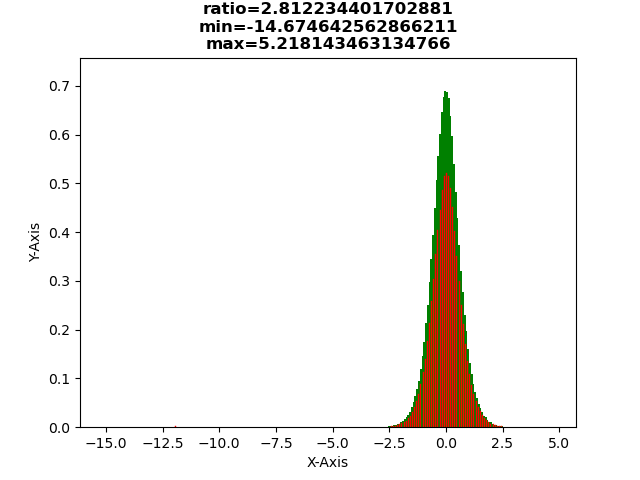 ratio=2.812234401702881
min=-14.674642562866211
max=5.218143463134766
0.7
0.6
0.5
0.4
0.3
0.2
0.1
0.0
Y-Axis
−15.0 −12.5 −10.0 −7.5 −5.0 −2.5 0.0 2.5 5.0
X-Axis